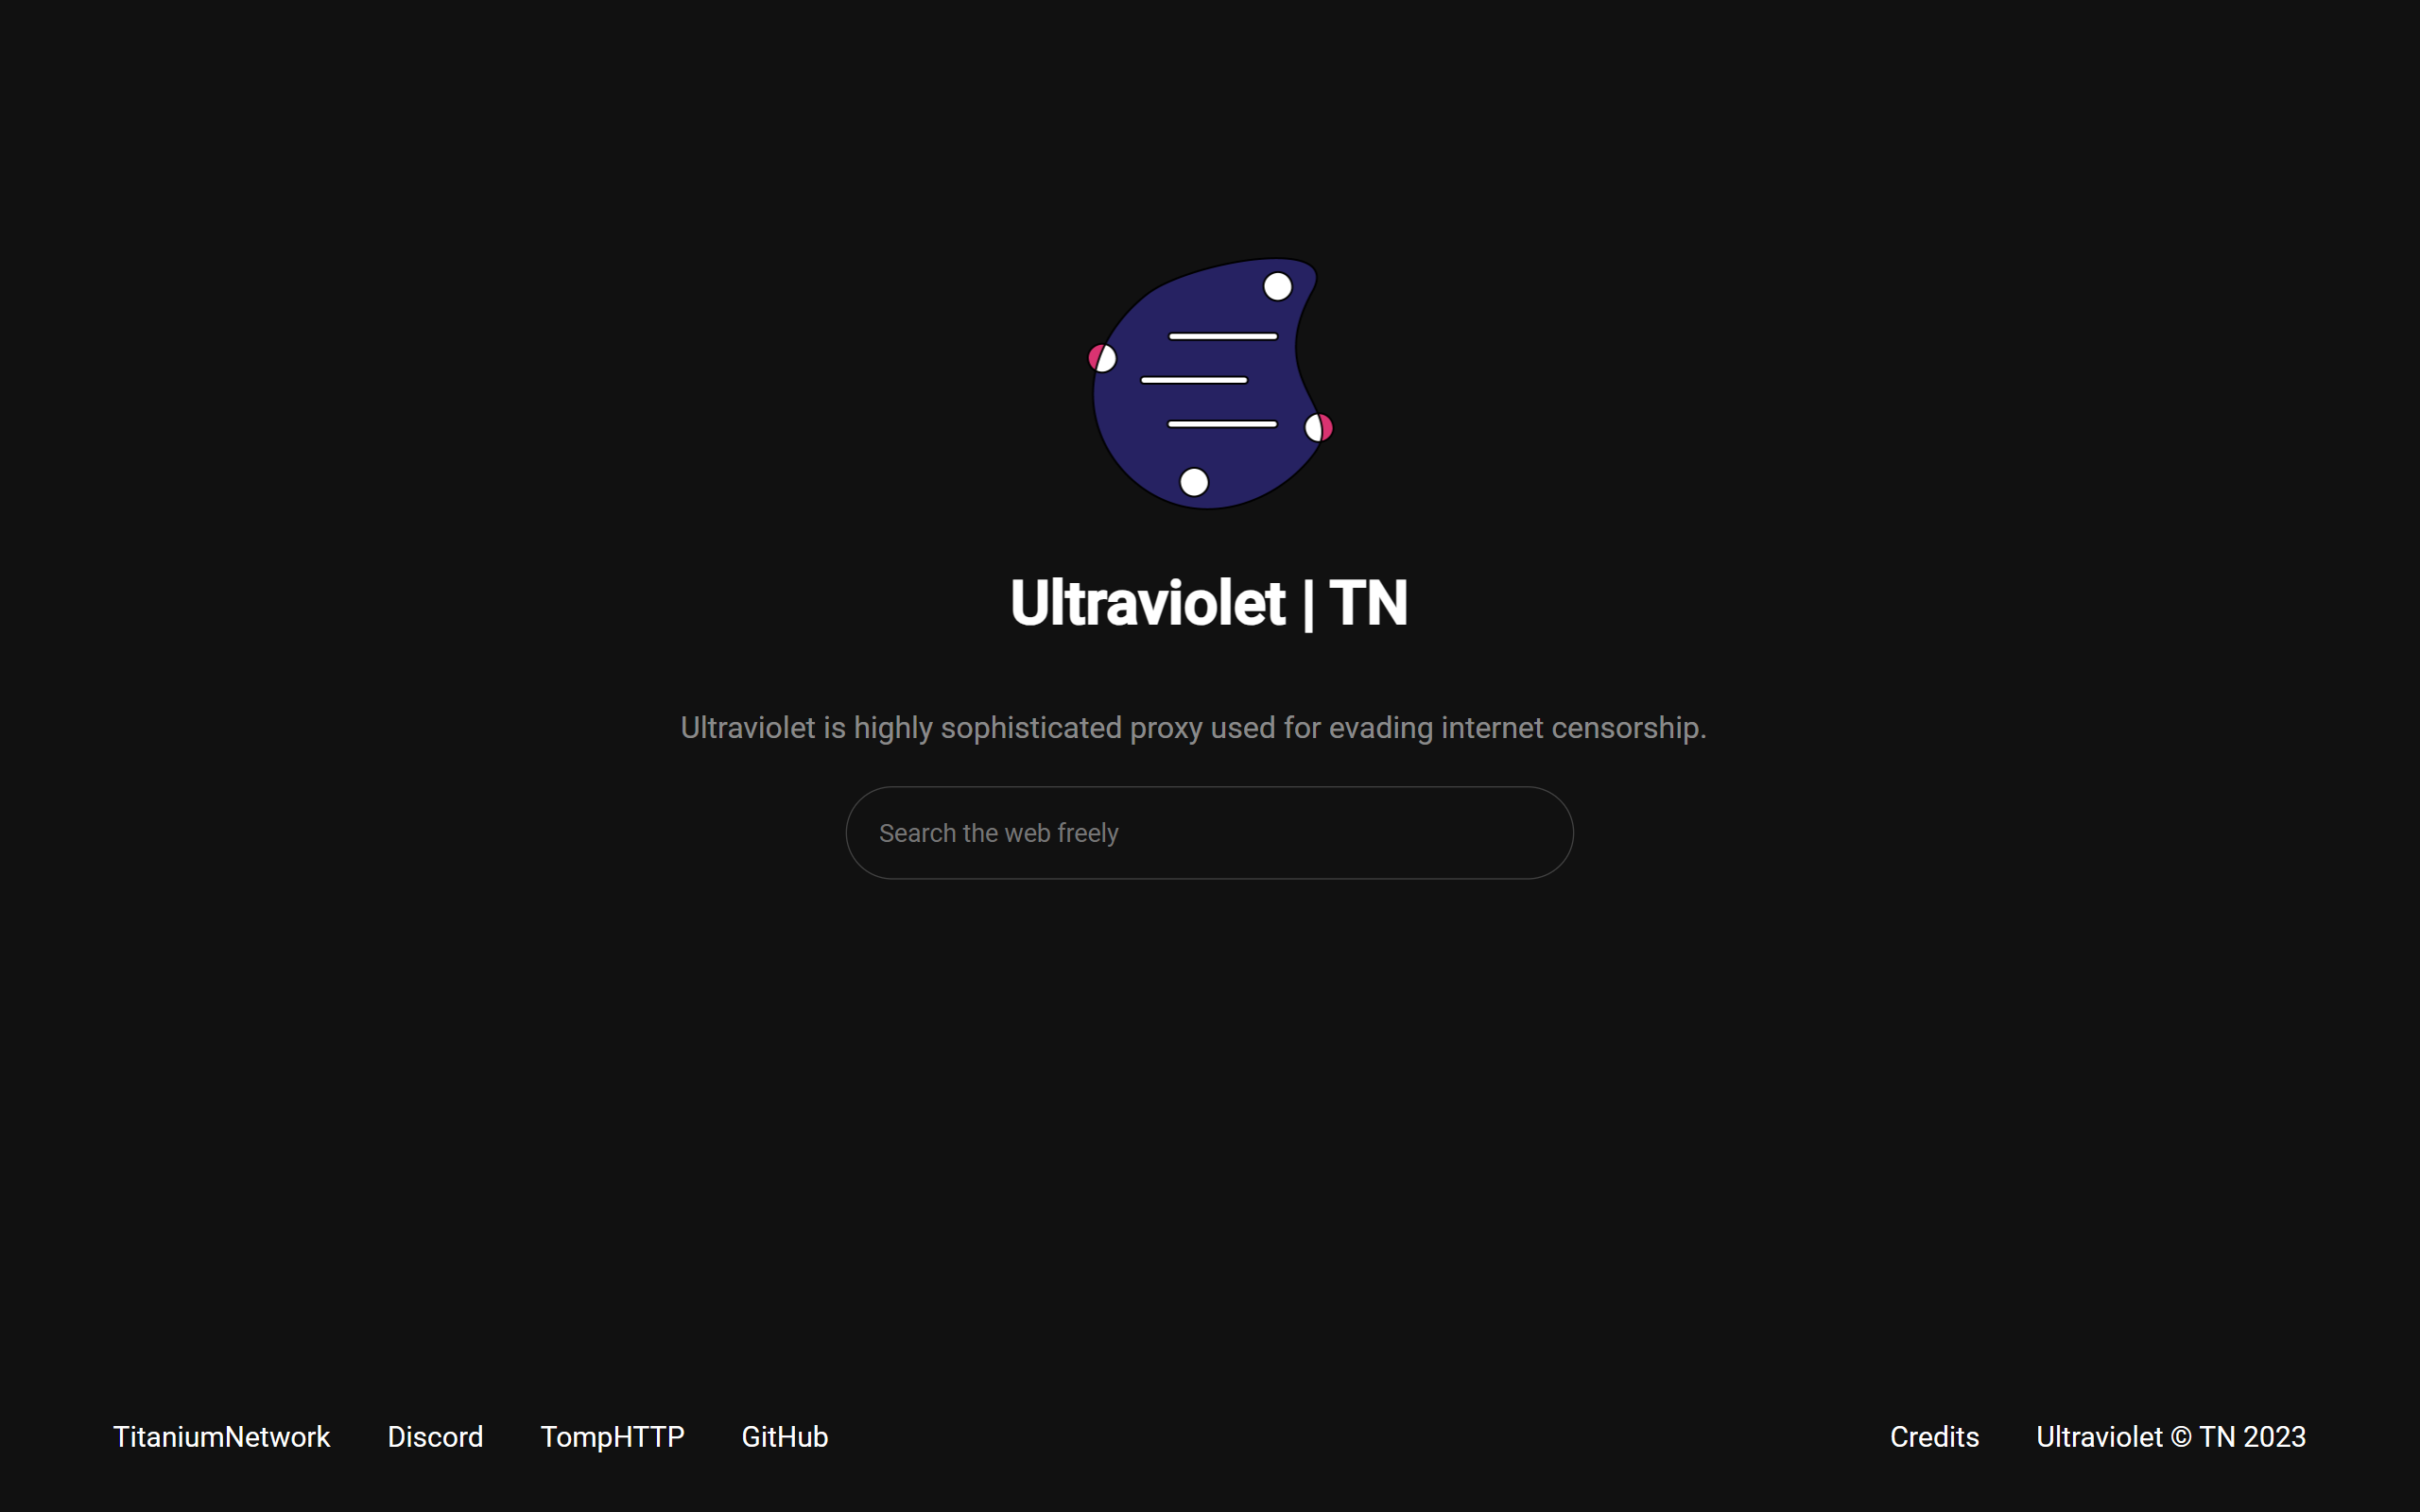 Ultraviolet | TN
Ultraviolet is highly sophisticated proxy used for evading internet censorship.
Search the web freely
TitaniumNetwork Discord TompHTTP GitHub Credits Ultraviolet © TN 2023